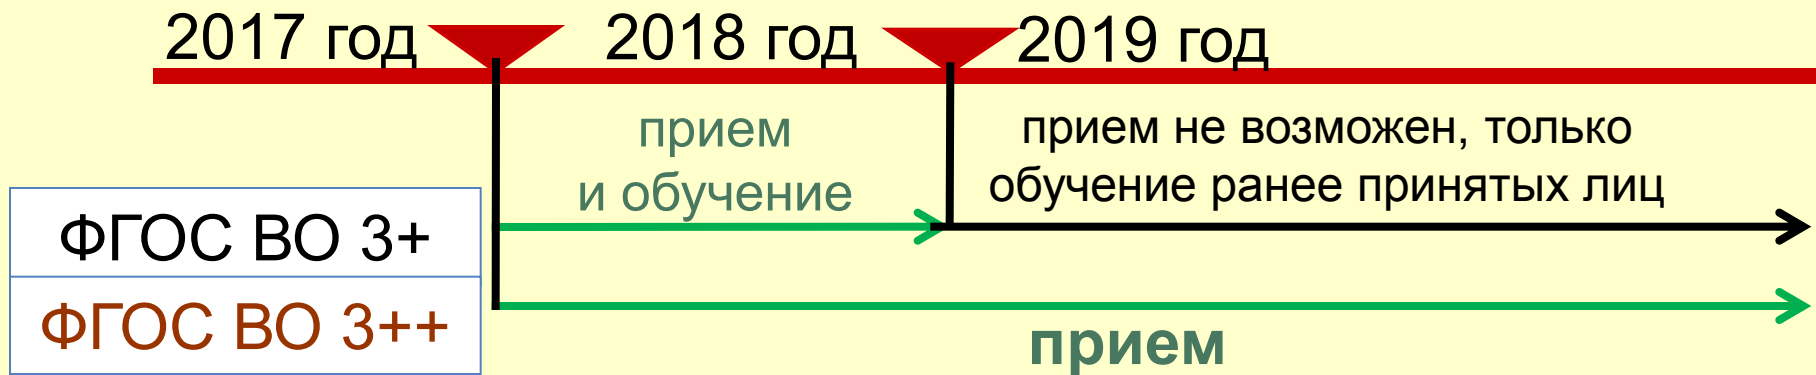 2017 год 2018 год 2019 год
прием
и обучение
прием не возможен, только
обучение ранее принятых лиц
ФГОС ВО 3+
ФГОС ВО 3++
прием